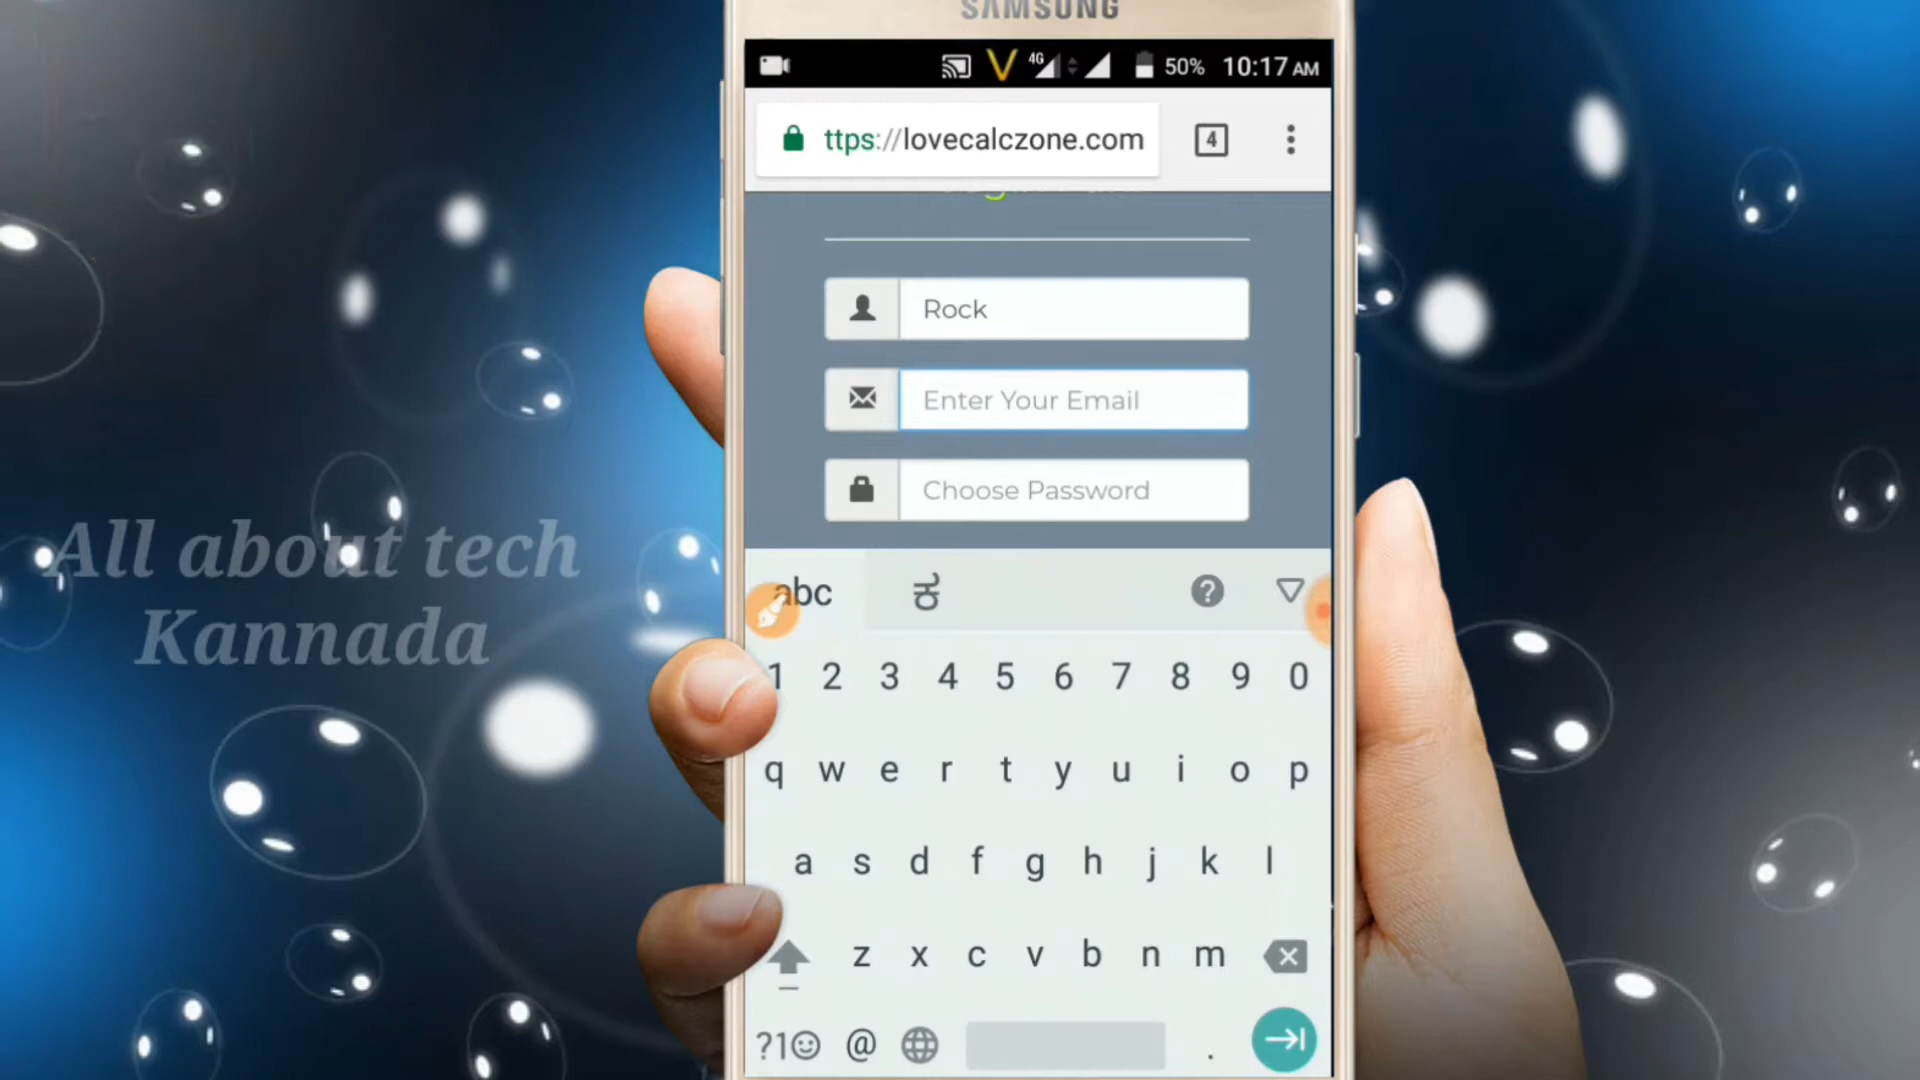 SAMSUNG
4G 50% 10:17 AM
ttps://lovecalczone.com
4
Rock
Enter Your Email
Choose Password
All about tech
Kannada
abc ಕ ?
1 2 3 4 5 6 7 8 9 0
q w e r t y u i o p
a s d f g h j k l
z x c v b n m
?1☺ @ .